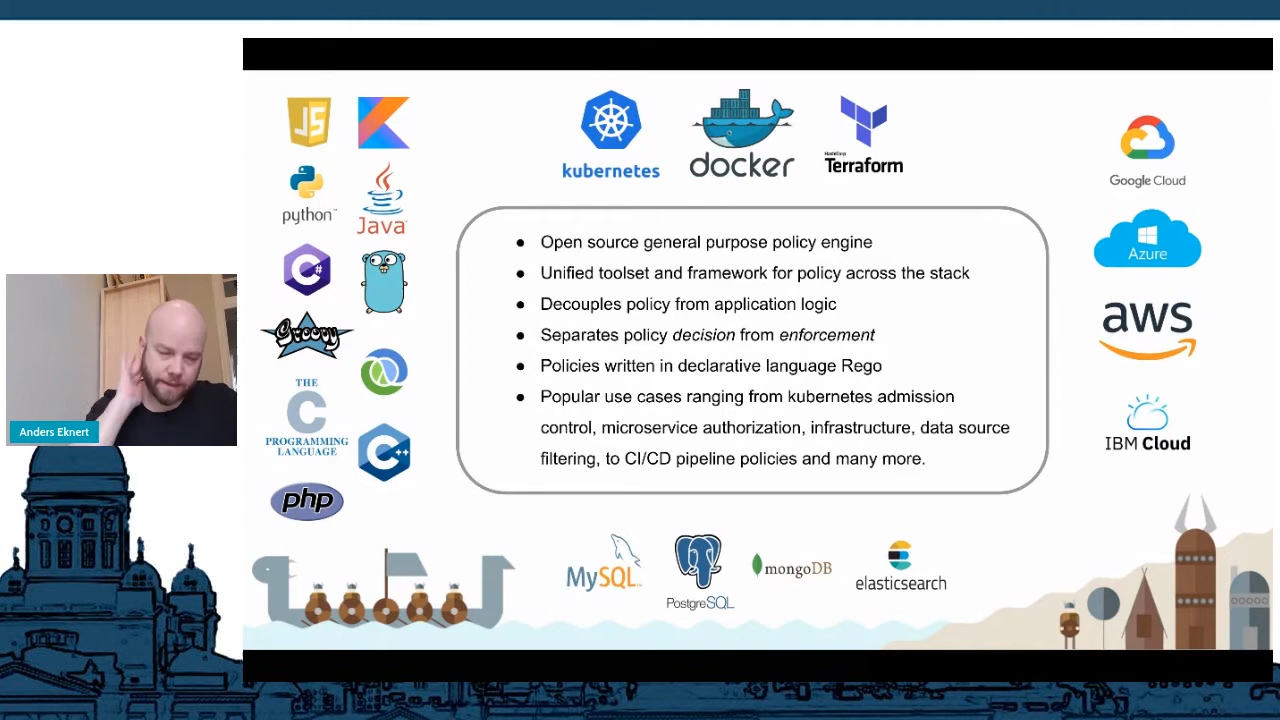 JS
python
Java
C#
Groovy
THE
C
PROGRAMMING
LANGUAGE
C++
php
kubernetes
docker
HashiCorp
Terraform
Google Cloud
Azure
aws
IBM Cloud
● Open source general purpose policy engine
● Unified toolset and framework for policy across the stack
● Decouples policy from application logic
● Separates policy decision from enforcement
● Policies written in declarative language Rego
● Popular use cases ranging from kubernetes admission
control, microservice authorization, infrastructure, data source
filtering, to CI/CD pipeline policies and many more.
MySQL
PostgreSQL
mongoDB
elasticsearch
Anders Eknert